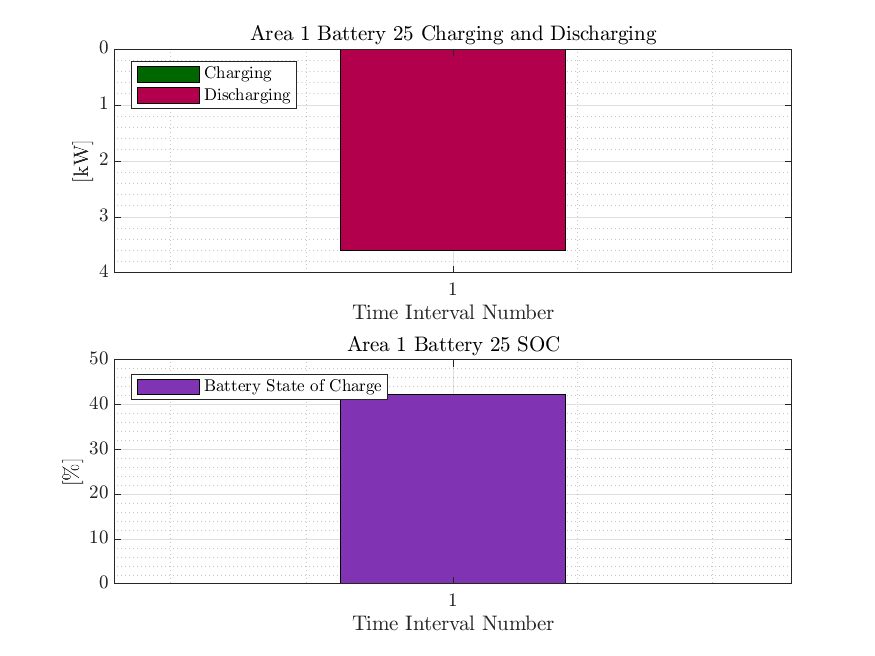 Area 1 Battery 25 Charging and Discharging
0
Charging
Discharging
1
2
[kW]
3
4
1
Time Interval Number
Area 1 Battery 25 SOC
50
Battery State of Charge
40
30
[%]
20
10
0
1
Time Interval Number